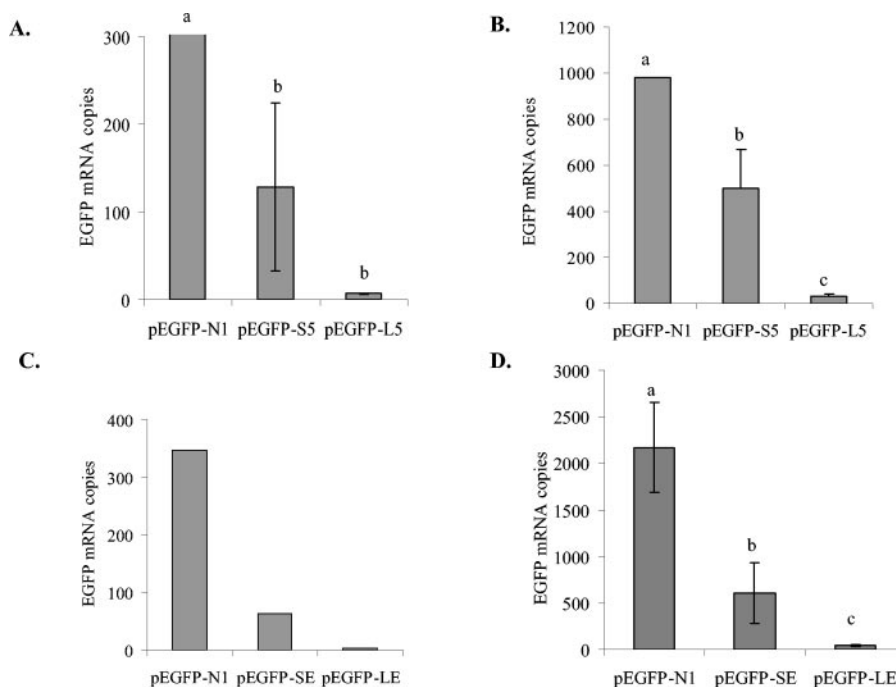 A.
a
300
b
200
EGFP mRNA copies
100
b
0
pEGFP-N1 pEGFP-S5 pEGFP-L5
B.
1200
a
1000
800
b
EGFP mRNA copies
600
400
200
c
0
pEGFP-N1 pEGFP-S5 pEGFP-L5
C.
400
300
EGFP mRNA copies
200
100
0
pEGFP-N1 pEGFP-SE pEGFP-LE
D.
3000
a
2500
2000
EGFP mRNA copies
1500
b
1000
500
c
0
pEGFP-N1 pEGFP-SE pEGFP-LE